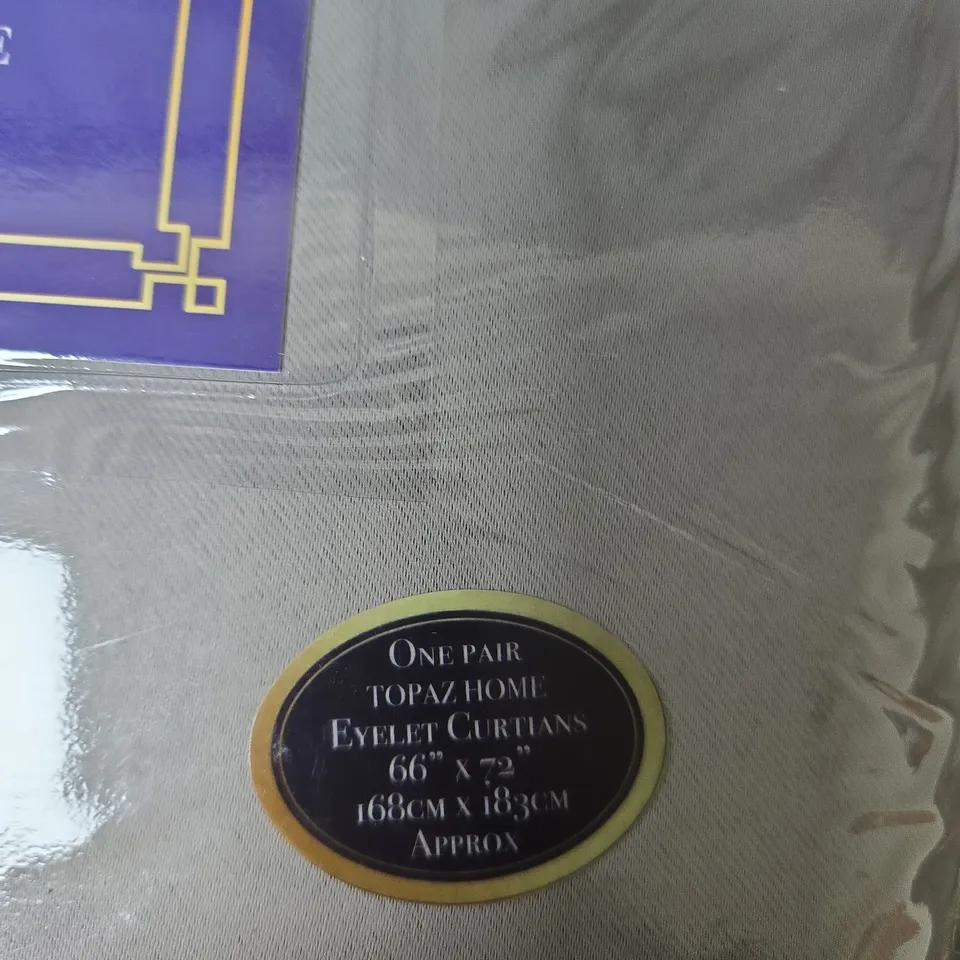 E
ONE PAIR
TOPAZ HOME
EYELET CURTIANS
66" X 72"
168CM X 183CM
APPROX